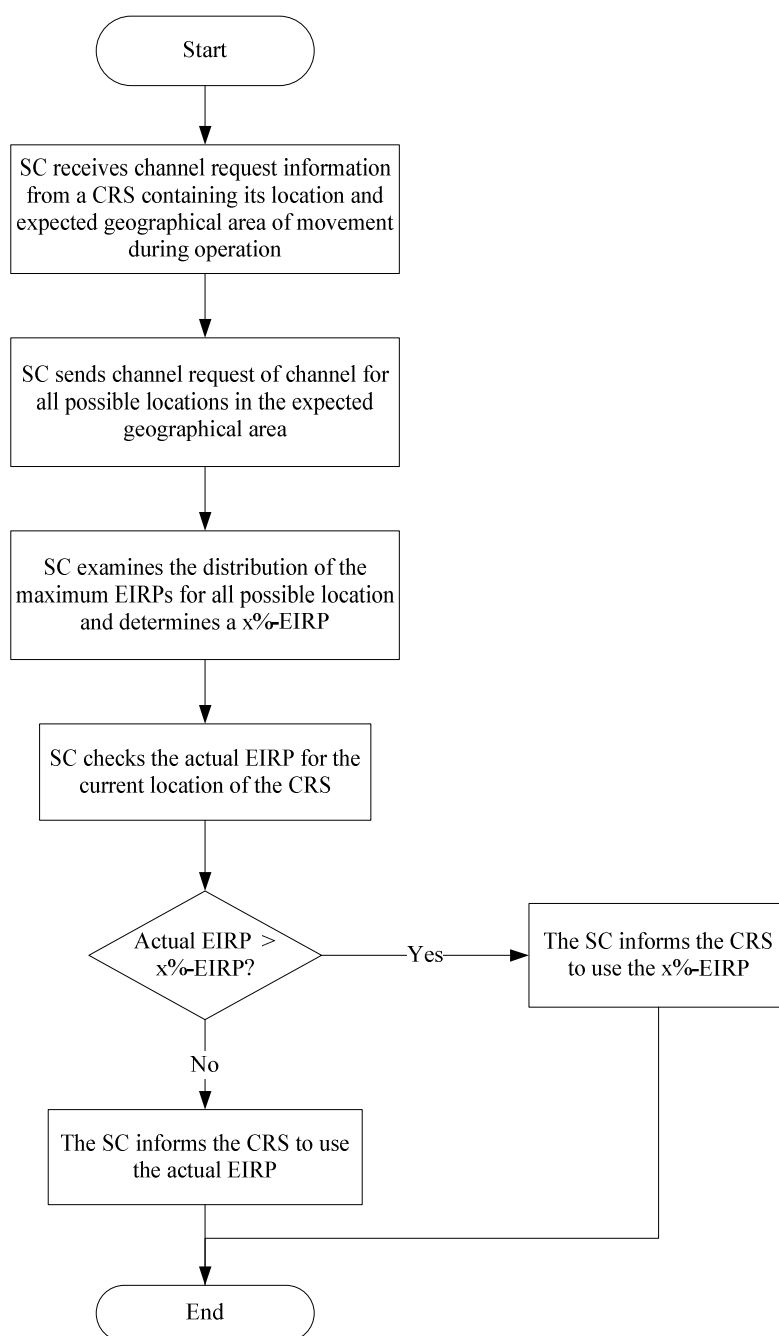 Start
SC receives channel request information
from a CRS containing its location and
expected geographical area of movement
during operation
SC sends channel request of channel for
all possible locations in the expected
geographical area
SC examines the distribution of the
maximum EIRPs for all possible location
and determines a x%-EIRP
SC checks the actual EIRP for the
current location of the CRS
Actual EIRP >
x%-EIRP?
Yes
The SC informs the CRS
to use the x%-EIRP
No
The SC informs the CRS to use
the actual EIRP
End